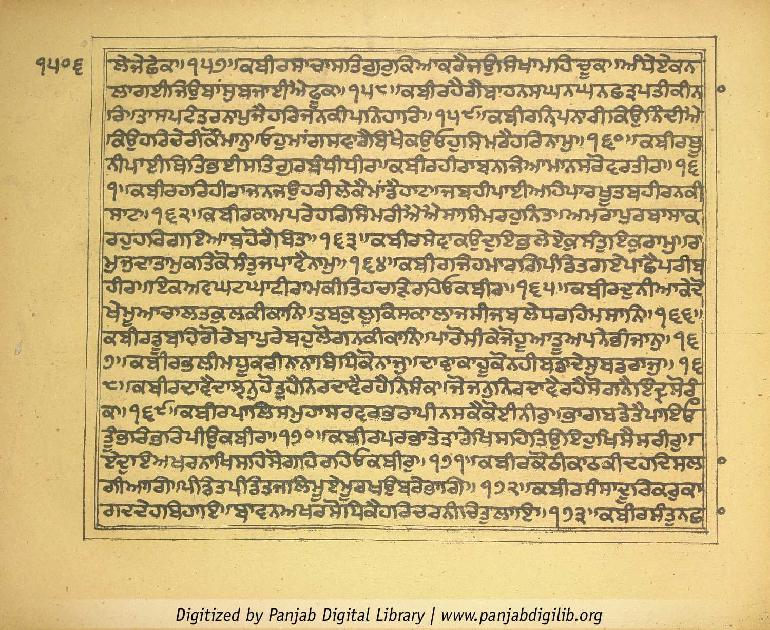 ੧੫੦੬
ਲੇਜੇਛੇਕਾ॥੧੫੭॥ਕਬੀਰਸਾਚਾਸਤਿਗੁਰੁਕਿਆਕਰੈਜਉਸਿਖਾਮਹਿਚੂਕਾ॥ਅੰਧੇਏਕਨ
ਲਾਗਈਜਿਉਬਾਂਸੁਬਜਾਈਐਫੂਕਾ॥੧੫੮॥ਕਬੀਰਹੈਗੈਬਾਹਨਸਘਨਘਨਛਤ੍ਰਪਤੀਕੀਨ
ਰਿ॥ਤਾਸਪਟੰਤਰਨਾਪੁਜੈਹਰਿਜਨਕੀਪਨਿਹਾਰਿ॥੧੫੯॥ਕਬੀਰਨ੍ਰਿਪਨਾਰੀਕਿਉਨਿੰਦੀਐ
ਕਿਉਹਰਿਚੇਰੀਕੌਮਾਨੁ॥ਓਹੁਮਾਂਗਸਵਾਰੈਬਿਖੈਕਉਓਹੁਸਿਮਰੈਹਰਿਨਾਮੁ॥੧੬੦॥ਕਬੀਰਥੂ
ਨੀਪਾਈਥਿਤਿਭਈਸਤਿਗੁਰਬੰਧੀਧੀਰ॥ਕਬੀਰਹੀਰਾਬਨਜਿਆਮਾਨਸਰੋਵਰਤੀਰ॥੧੬
੧॥ਕਬੀਰਹਰਿਹੀਰਾਜਨਜਉਹਰੀਲੇਕੈਮਾਂਡੈਹਾਟ॥ਜਬਹੀਪਾਈਅਹਿਪਾਰਖੂਤਬਹੀਰਨਕੀ
ਸਾਟ॥੧੬੨॥ਕਬੀਰਕਾਮਪਰੇਹਰਿਸਿਮਰੀਐਐਸਾਸਿਮਰਹੁਨਿਤ॥ਅਮਰਾਪੁਰਬਾਸਾਕ
ਰਹੁਹਰਿਗਇਆਬਹੋਰੈਬਿਤ॥੧੬੩॥ਕਬੀਰਸੇਵਾਕਉਦੁਇਭਲੇਏਕੁਸੰਤੁਇਕੁਰਾਮੁ॥ਰਾ
ਮੁਜੁਦਾਤਾਮੁਕਤਿਕੋਸੰਤੁਜਪਾਵੈਨਾਮੁ॥੧੬੪॥ਕਬੀਰਜਿਹਮਾਰਗਿਪੰਡਿਤਗਏਪਾਛੈਪਰੀਬ
ਹੀਰ॥ਇਕਅਵਘਟਘਾਟੀਰਾਮਕੀਤਿਹਚੜਿਰਹਿਓਕਬੀਰ॥੧੬੫॥ਕਬੀਰਦੁਨੀਆਕੇਦੋ
ਖੇਮੂਆਚਾਲਤਕੁਲਕੀਕਾਨਿ॥ਤਬਕੁਲੁਕਿਸਕਾਲਾਜਸੀਜਬਲੇਧਰਹਿਮਸਾਨਿ॥੧੬੬॥
ਕਬੀਰਡੂਬਹਿਗੋਰੇਬਾਪੁਰੇਬਹੁਲੋਗਨਕੀਕਾਨਿ॥ਪਾਰੋਸੀਕੇਜੋਹੂਆਤੂਅਪਨੇਭੀਜਾਨੁ॥੧੬
੭॥ਕਬੀਰਭਲੀਮਧੂਕਰੀਨਾਨਾਬਿਧਿਕੋਨਾਜੁ॥ਦਾਵਾਕਾਹੂਕੋਨਹੀਬਡਾਦੇਸੁਬਡਰਾਜੁ॥੧੬
੮॥ਕਬੀਰਦਾਵੈਦਾਝਨੁਹੋਤੁਹੈਨਿਰਦਾਵੈਰਹੈਨਿਸੰਕ॥ਜੋਜਨੁਨਿਰਦਾਵੈਰਹੈਸੋਗਨੈਇੰਦ੍ਰਸੋਰੰ
ਕ॥੧੬੯॥ਕਬੀਰਪਾਲਿਸਮੁਹਾਸਰਵਰਭਰਾਪੀਨਸਕੈਕੋਈਨੀਰੁ॥ਭਾਗਬਡੇਤੈਪਾਇਓ
ਤੂੰਭਰਿਭਰਿਪੀਉਕਬੀਰ॥੧੭੦॥ਕਬੀਰਪਰਭਾਤੇਤਾਰੇਖਿਸਹਿਤਿਉਇਹੁਖਿਸੈਸਰੀਰੁ॥
ਏਦੁਇਅਖਰਨਾਖਿਸਹਿਸੋਗਹਿਰਹਿਓਕਬੀਰੁ॥੧੭੧॥ਕਬੀਰਕੋਠੀਕਾਠਕੀਦਹਦਿਸਲਾ
ਗੀਆਗਿ॥ਪੰਡਿਤਪੰਡਿਤਜਲਿਮੂਏਮੂਰਖਉਬਰੇਭਾਗਿ॥੧੭੨॥ਕਬੀਰਸੰਸਾਦੂਰਿਕਰੁਕਾ
ਗਦਦੇਹਬਿਹਾਇ॥ਬਾਵਨਅਖਰਸੋਧਿਕੈਹਰਿਚਰਨੀਚਿਤੁਲਾਇ॥੧੭੩॥ਕਬੀਰਸੰਤੁਨਛਾ
Digitized by Panjab Digital Library | www.panjabdigilib.org